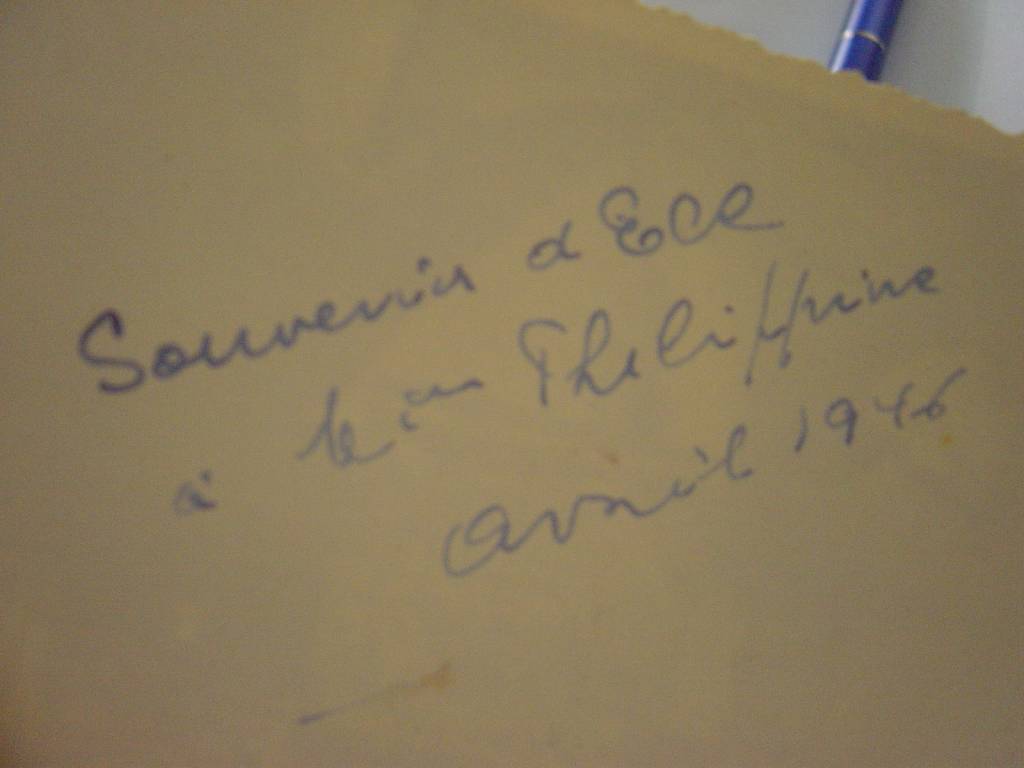 Souvenir d
à Philippine
avril 1946